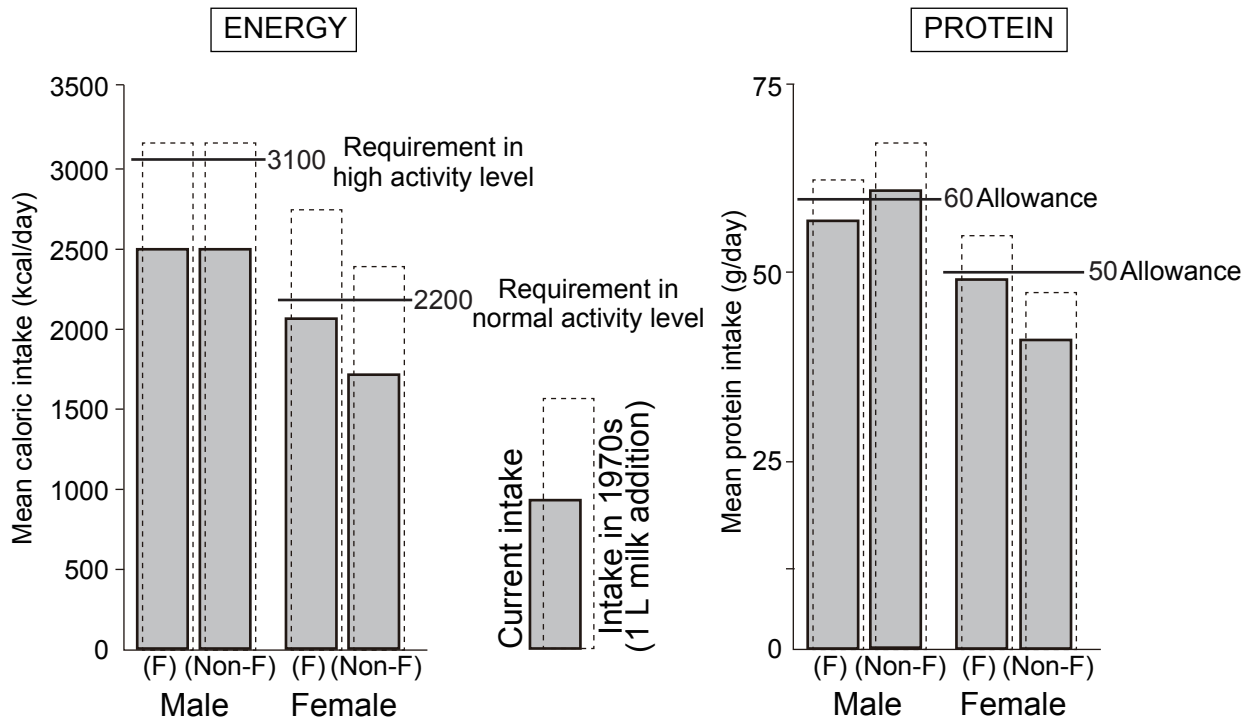 ENERGY
Mean caloric intake (kcal/day)
3500
3000
2500
2000
1500
1000
500
0
3100
Requirement in
high activity level
2200
Requirement in
normal activity level
(F) (Non-F) (F) (Non-F)
Male Female
Current intake
Intake in 1970s
(1 L milk addition)
PROTEIN
Mean protein intake (g/day)
75
50
25
0
60 Allowance
50 Allowance
(F) (Non-F) (F) (Non-F)
Male Female